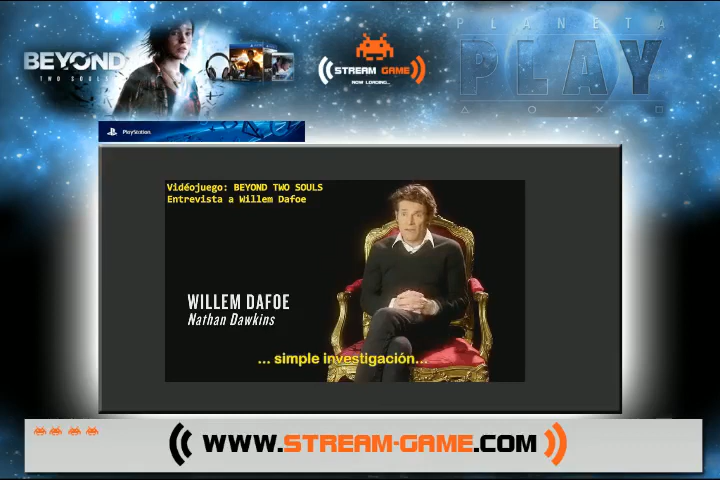 BEYOND
TWO SOULS
STREAM GAME
NOW LOADING...
PLANETA
PLAY
PlayStation
Vidéojuego: BEYOND TWO SOULS
Entrevista a Willem Dafoe
WILLEM DAFOE
Nathan Dawkins
... simple investigación...
WWW.STREAM-GAME.COM